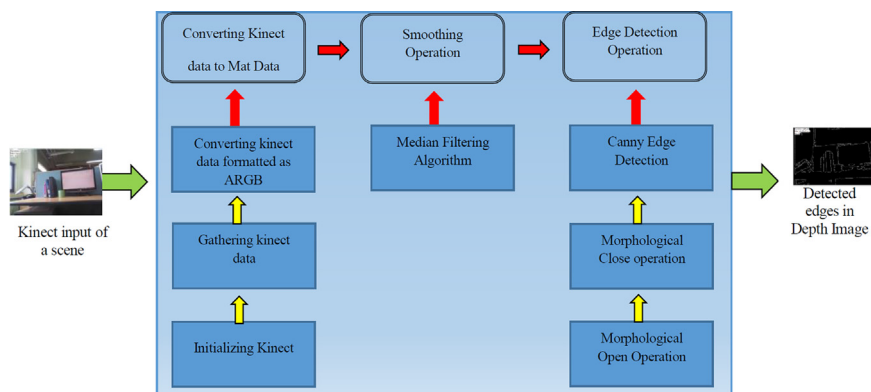 Converting Kinect
data to Mat Data
Smoothing
Operation
Edge Detection
Operation
Converting kinect
data formatted as
ARGB
Median Filtering
Algorithm
Canny Edge
Detection
Kinect input of
a scene
Detected
edges in
Depth Image
Gathering kinect
data
Morphological
Close operation
Initializing Kinect
Morphological
Open Operation